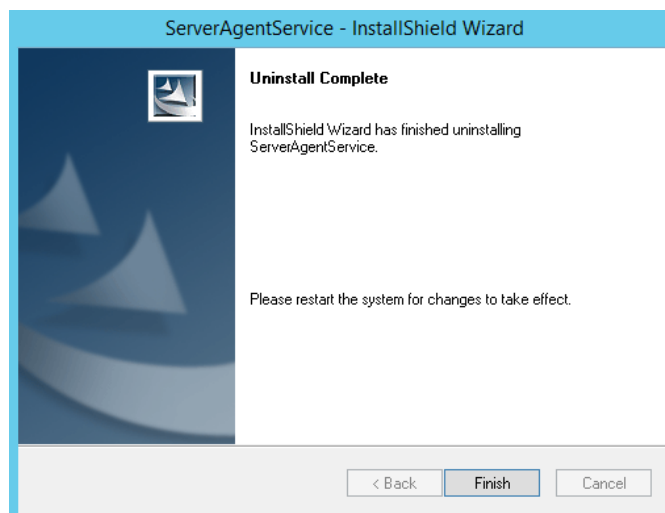 ServerAgentService - InstallShield Wizard
Uninstall Complete
InstallShield Wizard has finished uninstalling
ServerAgentService.
Please restart the system for changes to take effect.
< Back
Finish
Cancel